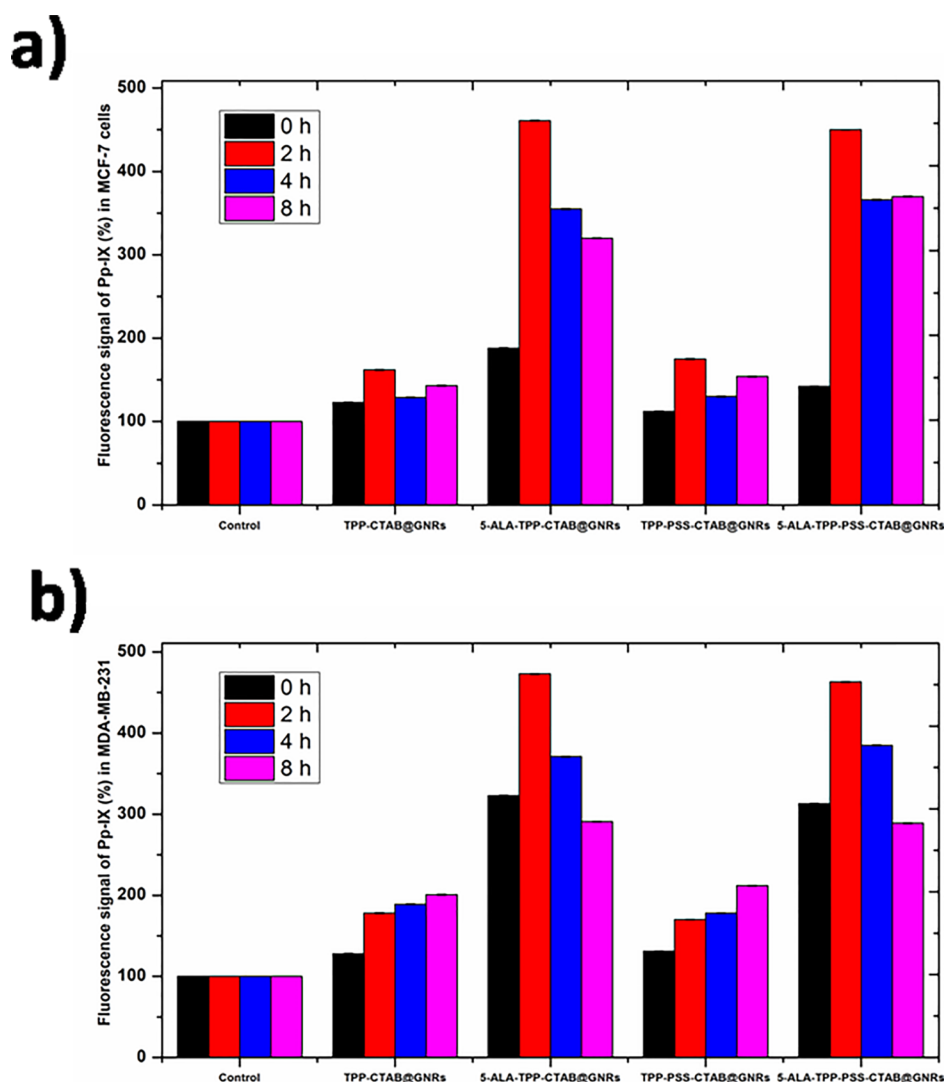 a)
Fluorescence signal of Pp-IX (%) in MCF-7 cells
500
400
300
200
100
0
0 h
2 h
4 h
8 h
Control
TPP-CTAB@GNRs
5-ALA-TPP-CTAB@GNRs
TPP-PSS-CTAB@GNRs
5-ALA-TPP-PSS-CTAB@GNRs
b)
Fluorescence signal of Pp-IX (%) in MDA-MB-231
500
400
300
200
100
0
0 h
2 h
4 h
8 h
Control
TPP-CTAB@GNRs
5-ALA-TPP-CTAB@GNRs
TPP-PSS-CTAB@GNRs
5-ALA-TPP-PSS-CTAB@GNRs